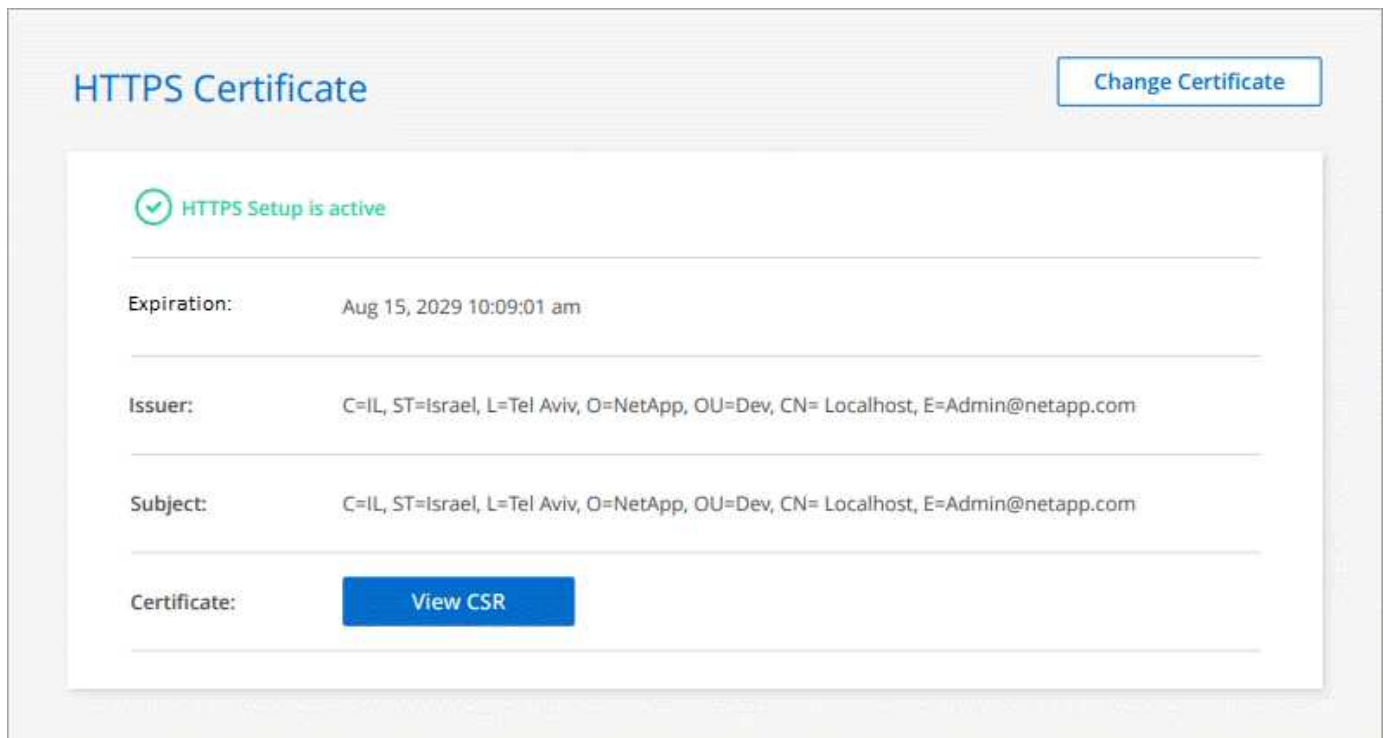 HTTPS Certificate
Change Certificate
HTTPS Setup is active
Expiration: Aug 15, 2029 10:09:01 am
Issuer: C=IL, ST=Israel, L=Tel Aviv, O=NetApp, OU=Dev, CN= Localhost, E=Admin@netapp.com
Subject: C=IL, ST=Israel, L=Tel Aviv, O=NetApp, OU=Dev, CN= Localhost, E=Admin@netapp.com
Certificate: View CSR